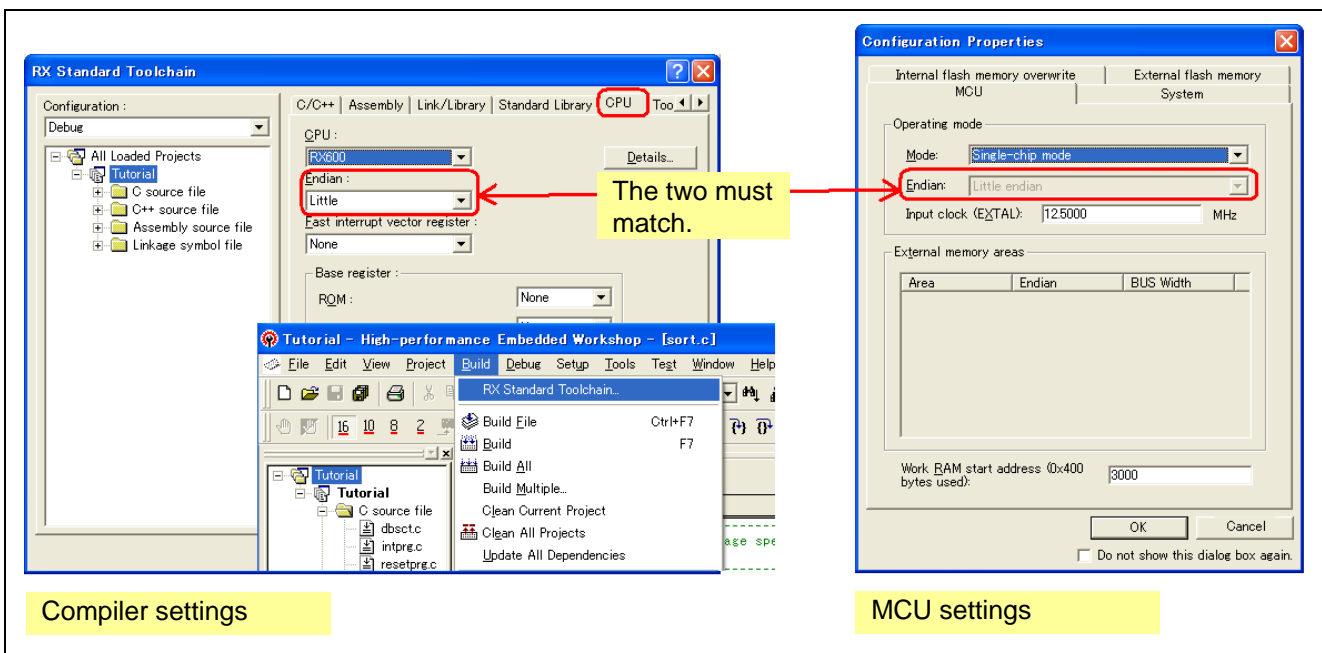 RX Standard Toolchain
Configuration :
Debug
All Loaded Projects
Tutorial
C source file
C++ source file
Assembly source file
Linkage symbol file
C/C++ Assembly Link/Library Standard Library CPU Too
CPU :
RX600
Details...
Endian :
Little
Fast interrupt vector register :
None
Base register :
ROM :
None
The two must
match.
Tutorial - High-performance Embedded Workshop - [sort.c]
File Edit View Project Build Debug Setup Tools Test Window Help
16 10 8 2
RX Standard Toolchain...
Build File Ctrl+F7
Build F7
Build All
Build Multiple...
Clean Current Project
Clean All Projects
Update All Dependencies
Tutorial
Tutorial
C source file
dbsct.c
intprg.c
resetprg.c
Compiler settings
Configuration Properties
Internal flash memory overwrite External flash memory
MCU System
Operating mode
Mode: Single-chip mode
Endian: Little endian
Input clock (EXTAL): 12.5000 MHz
External memory areas
Area Endian BUS Width
Work RAM start address (0x400
bytes used):
3000
OK Cancel
Do not show this dialog box again.
MCU settings